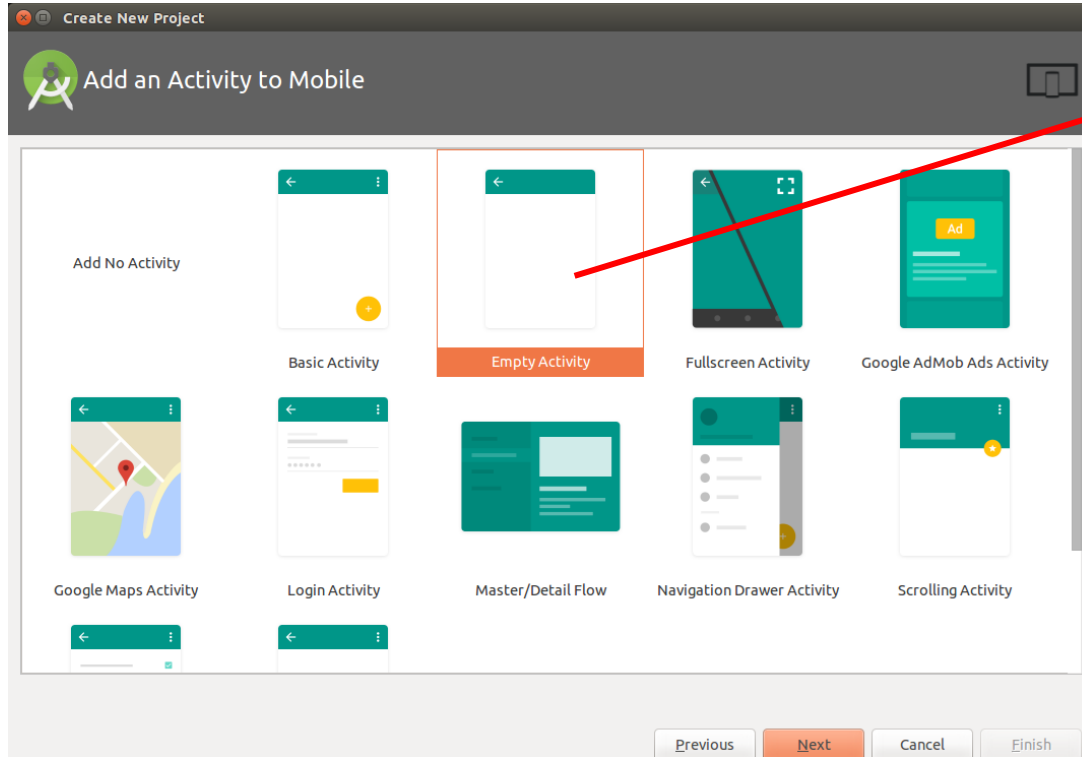 Create New Project
Add an Activity to Mobile
Add No Activity
Ad
Basic Activity
Empty Activity
Fullscreen Activity
Google AdMob Ads Activity
Google Maps Activity
Login Activity
Master/Detail Flow
Navigation Drawer Activity
Scrolling Activity
Previous
Next
Cancel
Finish